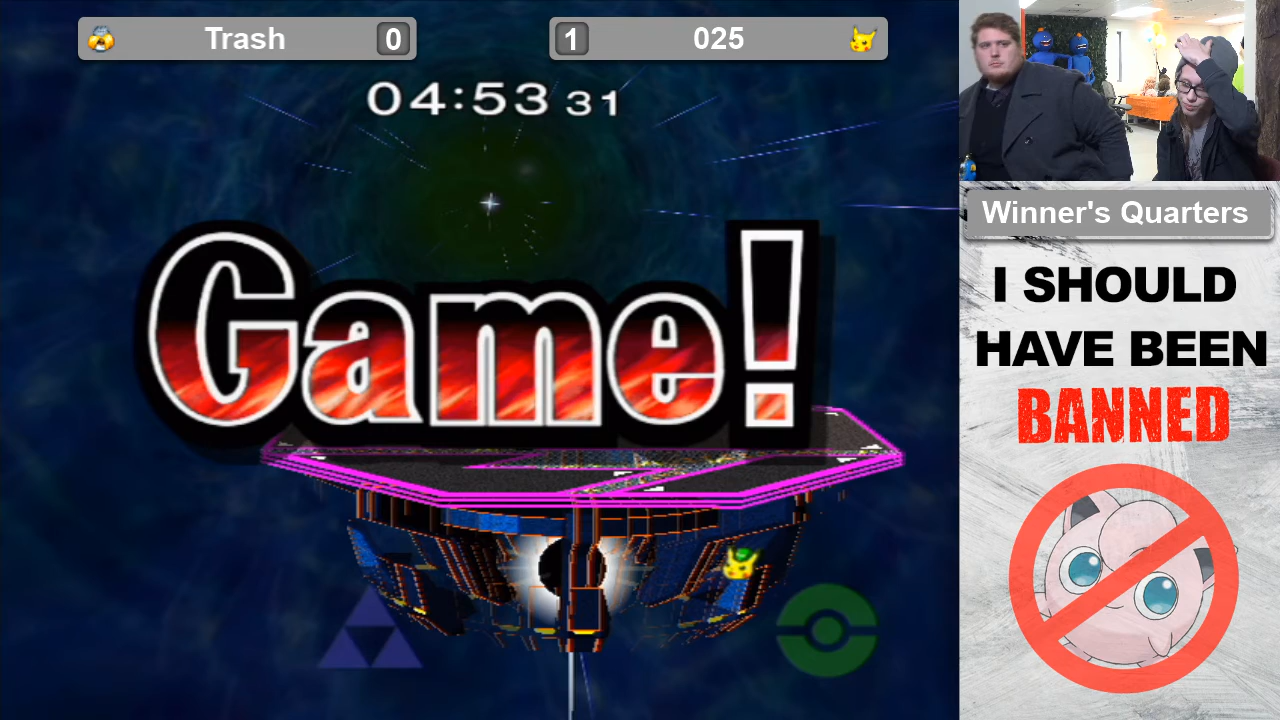 Trash 0
1 025
04:53 31
Game!
Winner's Quarters
I SHOULD
HAVE BEEN
BANNED